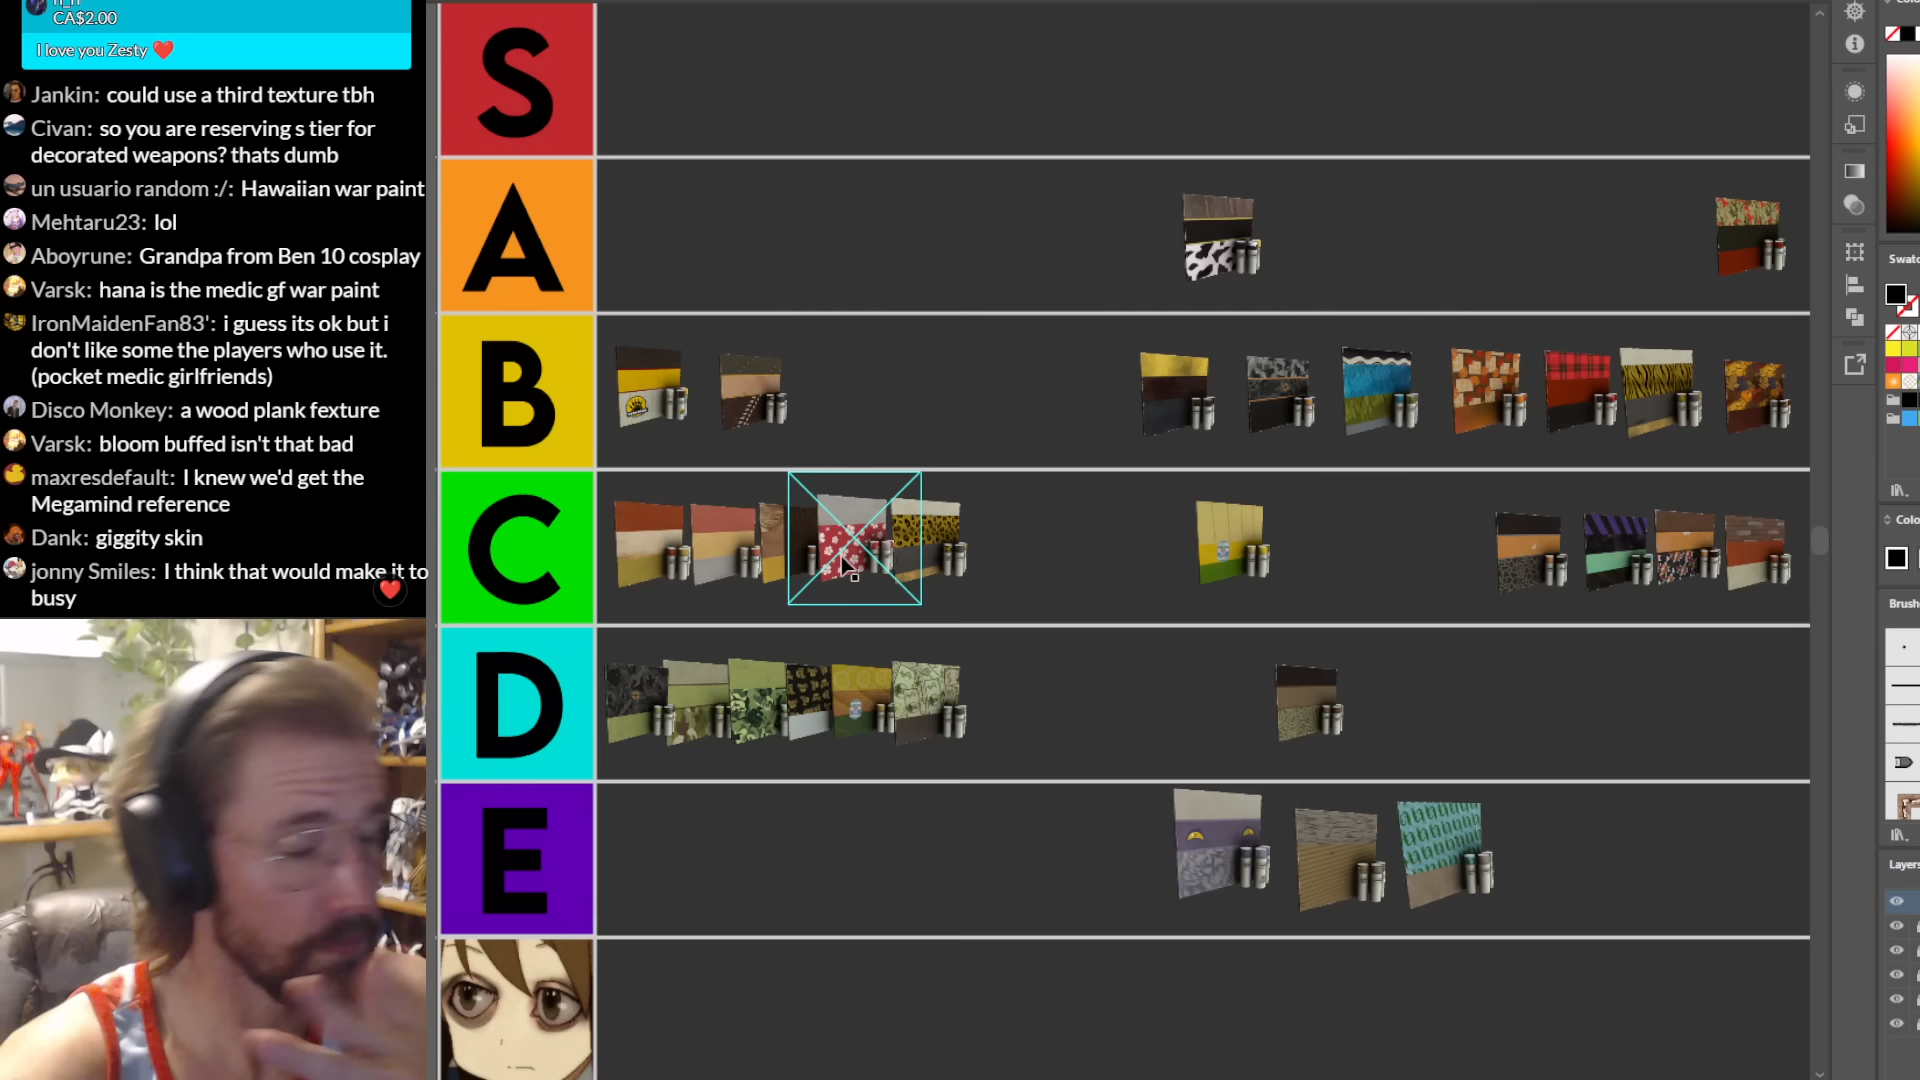 CA$2.00
I love you Zesty ❤️
Jankin: could use a third texture tbh
Civan: so you are reserving s tier for
decorated weapons? thats dumb
un usuario random :/: Hawaiian war paint
Mehtaru23: lol
Aboyrune: Grandpa from Ben 10 cosplay
Varsk: hana is the medic gf war paint
IronMaidenFan83': i guess its ok but i
don't like some the players who use it.
(pocket medic girlfriends)
Disco Monkey: a wood plank fexture
Varsk: bloom buffed isn't that bad
maxresdefault: I knew we'd get the
Megamind reference
Dank: giggity skin
jonny Smiles: I think that would make it to
busy
S
A
B
C
D
E
Swatc
Brush
Layers